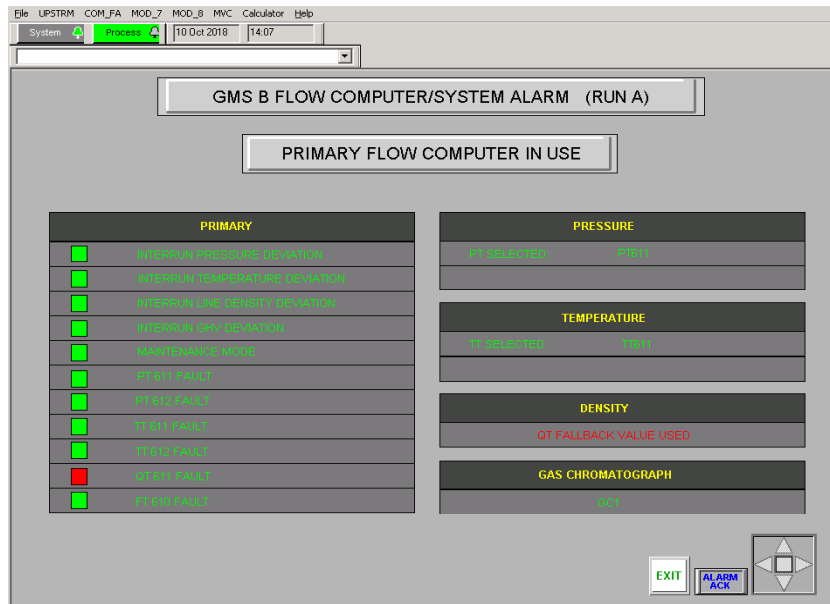 File UPSTRM COM_FA MOD_7 MOD_8 MVC Calculator Help
System Process 10 Oct 2018 14:07
GMS B FLOW COMPUTER/SYSTEM ALARM (RUN A)
PRIMARY FLOW COMPUTER IN USE
PRIMARY
INTERRUN PRESSURE DEVIATION
INTERRUN TEMPERATURE DEVIATION
INTERRUN LINE DENSITY DEVIATION
INTERRUN GHV DEVIATION
MAINTENANCE MODE
PT 611 FAULT
PT 612 FAULT
TT 611 FAULT
TT 612 FAULT
QT 611 FAULT
FT 610 FAULT
PRESSURE
PT SELECTED PT611
TEMPERATURE
TT SELECTED TT611
DENSITY
QT FALLBACK VALUE USED
GAS CHROMATOGRAPH
GC1
EXIT
ALARM
ACK